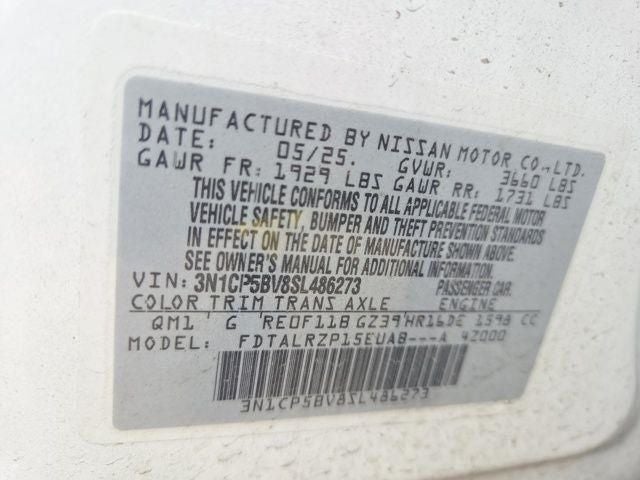 MANUFACTURED BY NISSAN MOTOR CO.,LTD.
DATE: 05/25. GVWR: 3660 LBS
GAWR FR: 1929 LBS GAWR RR: 1731 LBS
THIS VEHICLE CONFORMS TO ALL APPLICABLE FEDERAL MOTOR
VEHICLE SAFETY, BUMPER AND THEFT PREVENTION STANDARDS
IN EFFECT ON THE DATE OF MANUFACTURE SHOWN ABOVE.
SEE OWNER'S MANUAL FOR ADDITIONAL INFORMATION.
VIN: 3N1CP5BV8SL486273 PASSENGER CAR.
COLOR TRIM TRANS AXLE ENGINE
QM1 G RE0F11B GZ39 HR16DE 1598 CC
FDTALRZP15EUA8---A 42000
3N1CP5BV8SL486273